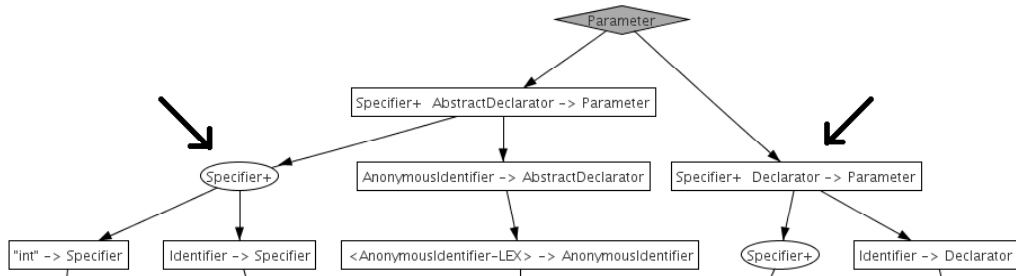 Parameter
Specifier+ AbstractDeclarator -> Parameter
Specifier+
AnonymousIdentifier -> AbstractDeclarator
Specifier+ Declarator -> Parameter
"int" -> Specifier
Identifier -> Specifier
<AnonymousIdentifier-LEX> -> AnonymousIdentifier
Specifier+
Identifier -> Declarator